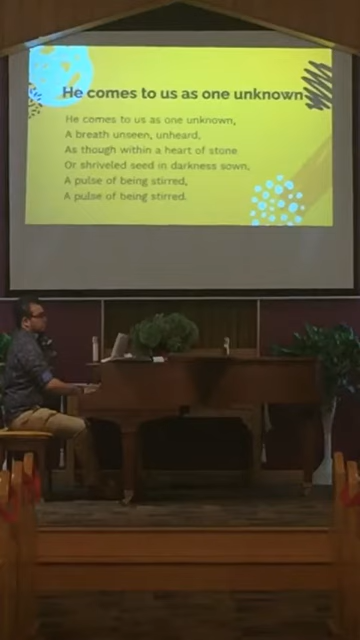 He comes to us as one unknown
He comes to us as one unknown,
A breath unseen, unheard,
As though within a heart of stone
Or shriveled seed in darkness sown,
A pulse of being stirred,
A pulse of being stirred.